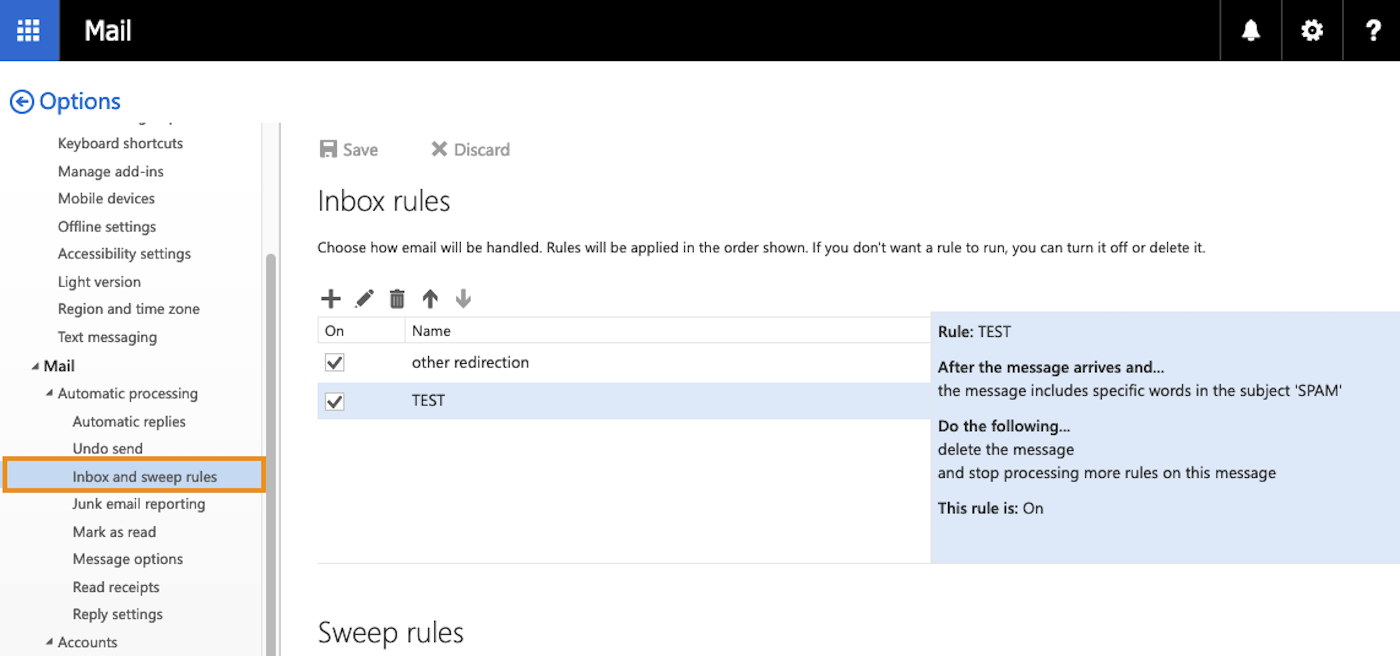 Mail
Options
Keyboard shortcuts
Manage add-ins
Mobile devices
Offline settings
Accessibility settings
Light version
Region and time zone
Text messaging
Mail
Automatic processing
Automatic replies
Undo send
Inbox and sweep rules
Junk email reporting
Mark as read
Message options
Read receipts
Reply settings
Accounts
Save Discard
Inbox rules
Choose how email will be handled. Rules will be applied in the order shown. If you don't want a rule to run, you can turn it off or delete it.
On Name
other redirection
TEST
Rule: TEST
After the message arrives and...
the message includes specific words in the subject 'SPAM'
Do the following...
delete the message
and stop processing more rules on this message
This rule is: On
Sweep rules